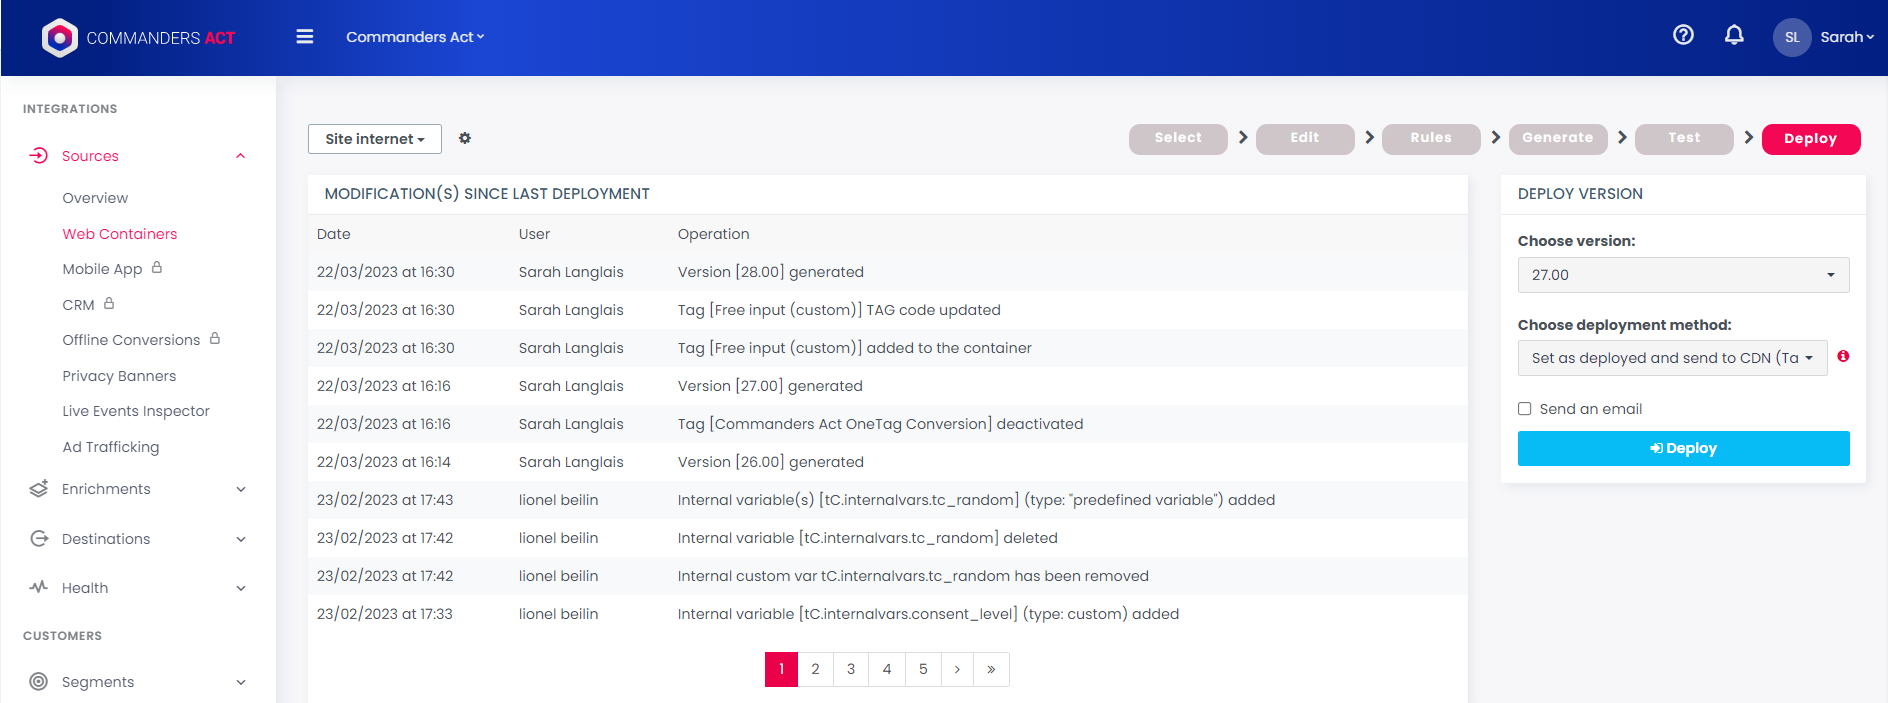 COMMANDERS ACT
Commanders Act
SL
Sarah
INTEGRATIONS
Sources
Overview
Web Containers
Mobile App
CRM
Offline Conversions
Privacy Banners
Live Events Inspector
Ad Trafficking
Enrichments
Destinations
Health
CUSTOMERS
Segments
Site internet
Select
Edit
Rules
Generate
Test
Deploy
MODIFICATION(S) SINCE LAST DEPLOYMENT
Date User Operation
22/03/2023 at 16:30 Sarah Langlais Version [28.00] generated
22/03/2023 at 16:30 Sarah Langlais Tag [Free input (custom)] TAG code updated
22/03/2023 at 16:30 Sarah Langlais Tag [Free input (custom)] added to the container
22/03/2023 at 16:16 Sarah Langlais Version [27.00] generated
22/03/2023 at 16:16 Sarah Langlais Tag [Commanders Act OneTag Conversion] deactivated
22/03/2023 at 16:14 Sarah Langlais Version [26.00] generated
23/02/2023 at 17:43 lionel beilin Internal variable(s) [tC.internalvars.tc_random] (type: "predefined variable") added
23/02/2023 at 17:42 lionel beilin Internal variable [tC.internalvars.tc_random] deleted
23/02/2023 at 17:42 lionel beilin Internal custom var tC.internalvars.tc_random has been removed
23/02/2023 at 17:33 lionel beilin Internal variable [tC.internalvars.consent_level] (type: custom) added
1 2 3 4 5 › »
DEPLOY VERSION
Choose version:
27.00
Choose deployment method:
Set as deployed and send to CDN (Ta
Send an email
Deploy